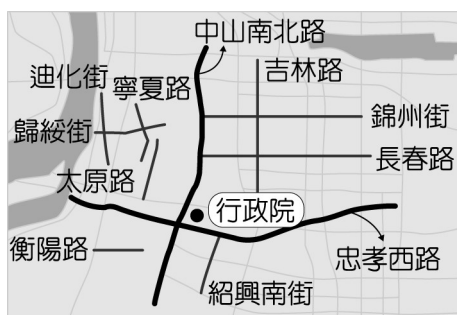 中山南北路
吉林路
迪化街
寧夏路
錦州街
歸綏街
長春路
太原路
行政院
衡陽路
忠孝西路
紹興南街